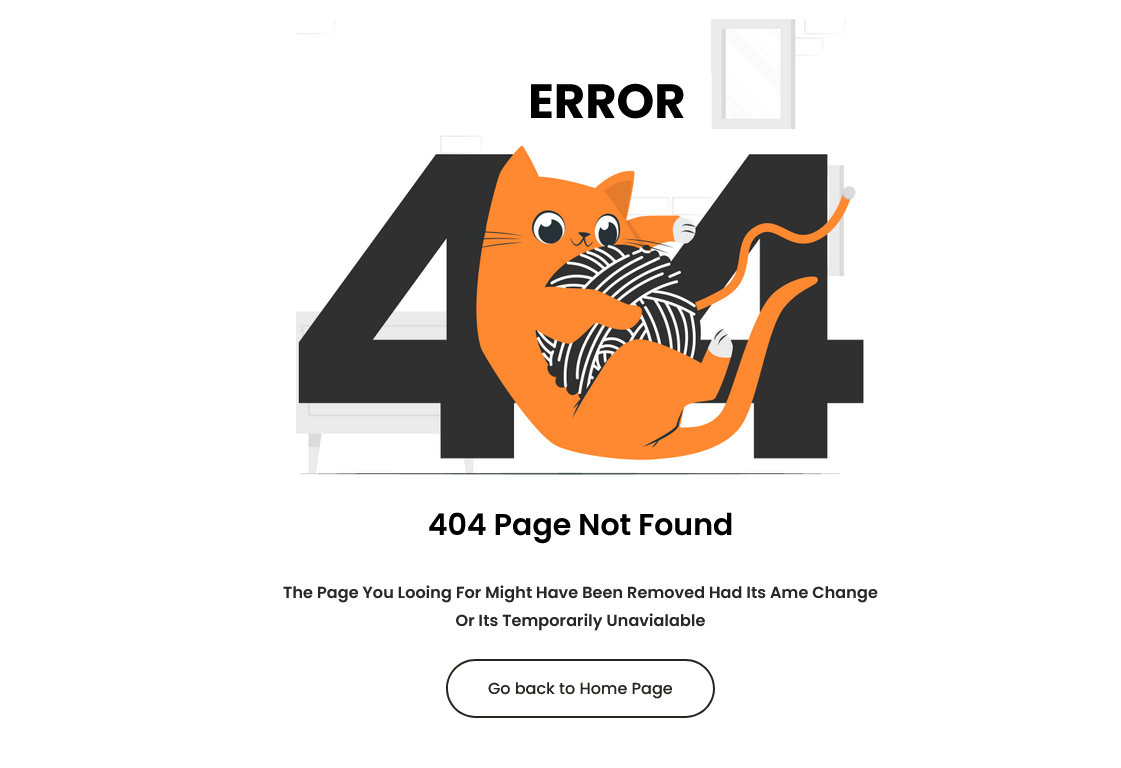 ERROR
404
404 Page Not Found
The Page You Looing For Might Have Been Removed Had Its Ame Change
Or Its Temporarily Unavialable
Go back to Home Page